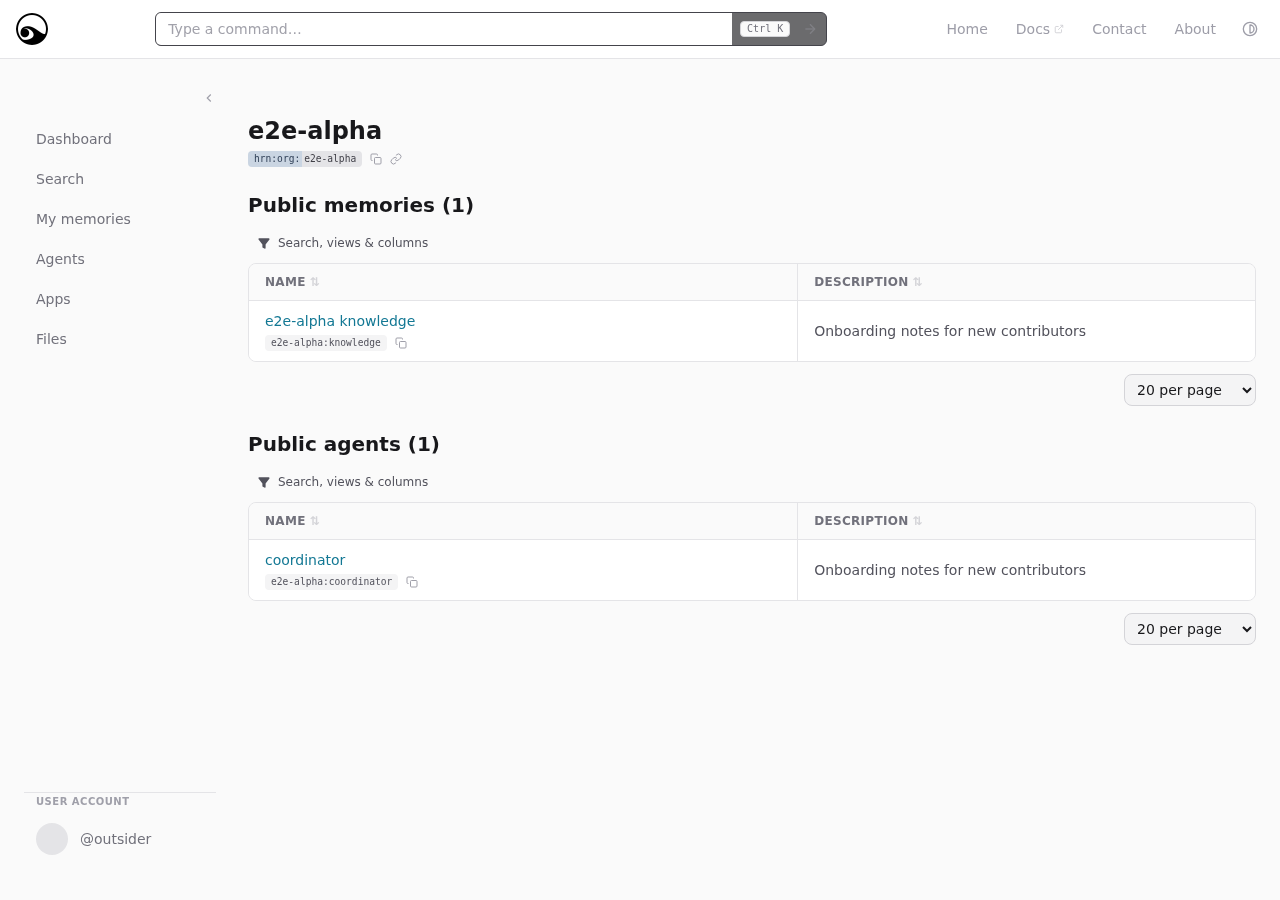 Type a command...
Ctrl K
Home
Docs
Contact
About
Dashboard
Search
My memories
Agents
Apps
Files
e2e-alpha
hrn:org:e2e-alpha
Public memories (1)
Search, views & columns
NAME
DESCRIPTION
e2e-alpha knowledge
e2e-alpha:knowledge
Onboarding notes for new contributors
20 per page
Public agents (1)
Search, views & columns
NAME
DESCRIPTION
coordinator
e2e-alpha:coordinator
Onboarding notes for new contributors
20 per page
USER ACCOUNT
@outsider